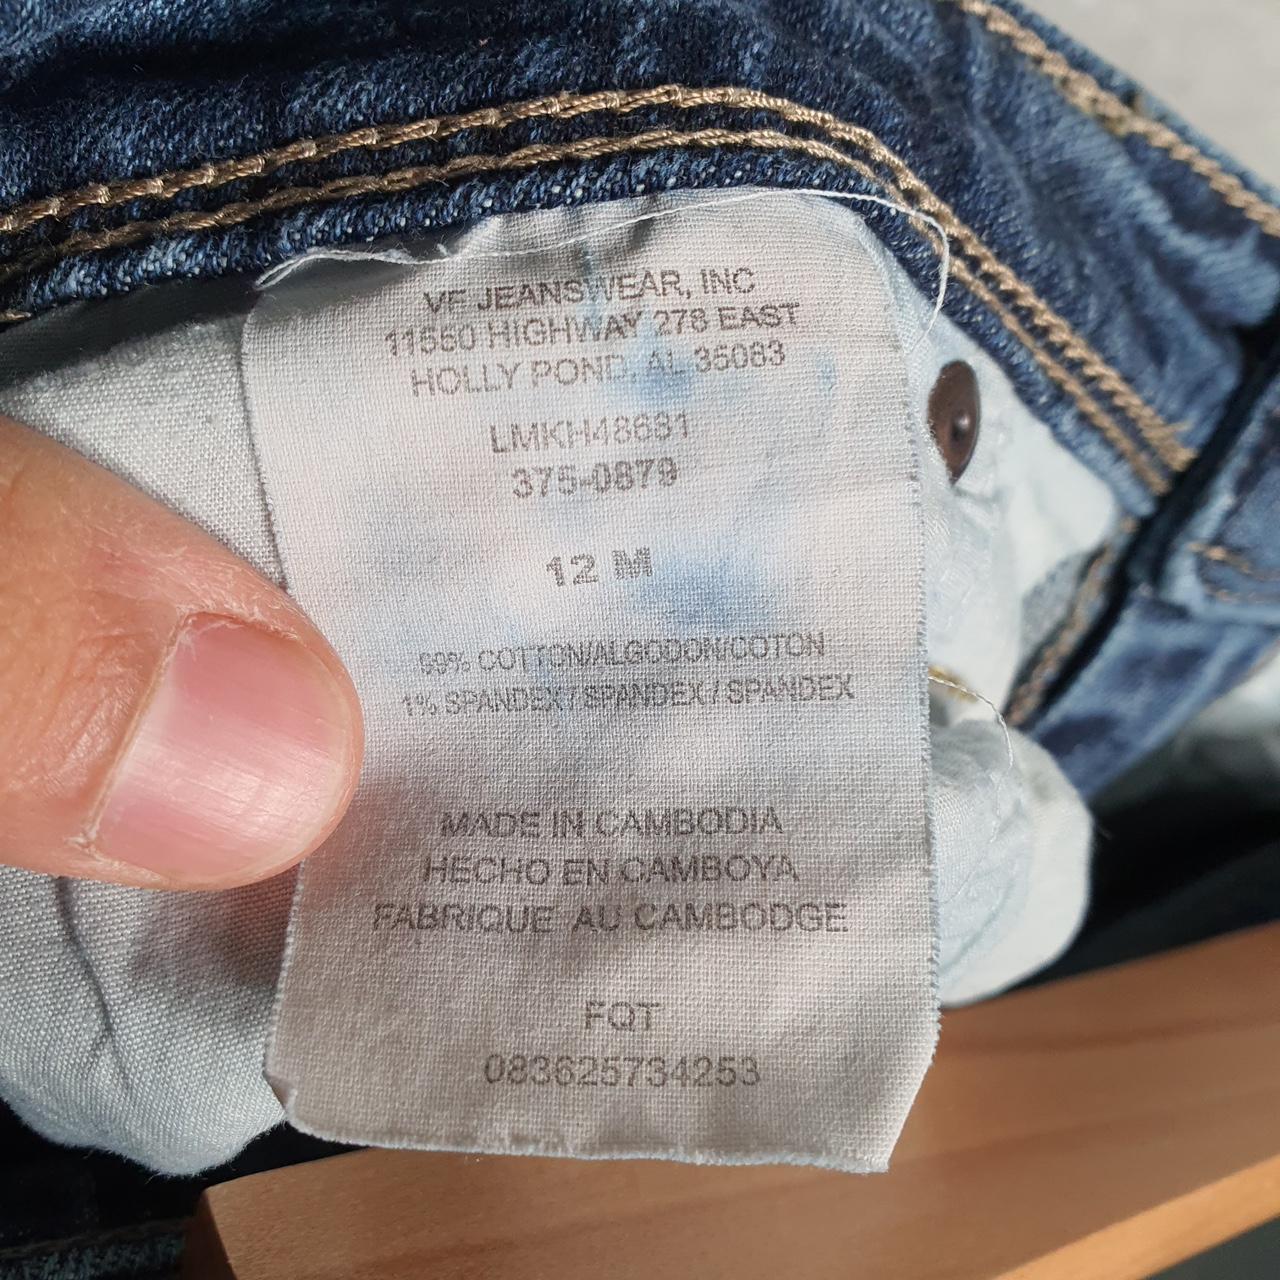 VF JEANSWEAR, INC
11550 HIGHWAY 278 EAST
HOLLY POND, AL 35083
LMKH48681
375-0879
12 M
99% COTTON/ALGODON/COTON
1% SPANDEX / SPANDEX / SPANDEX
MADE IN CAMBODIA
HECHO EN CAMBOYA
FABRIQUE AU CAMBODGE
FQT
083625734253